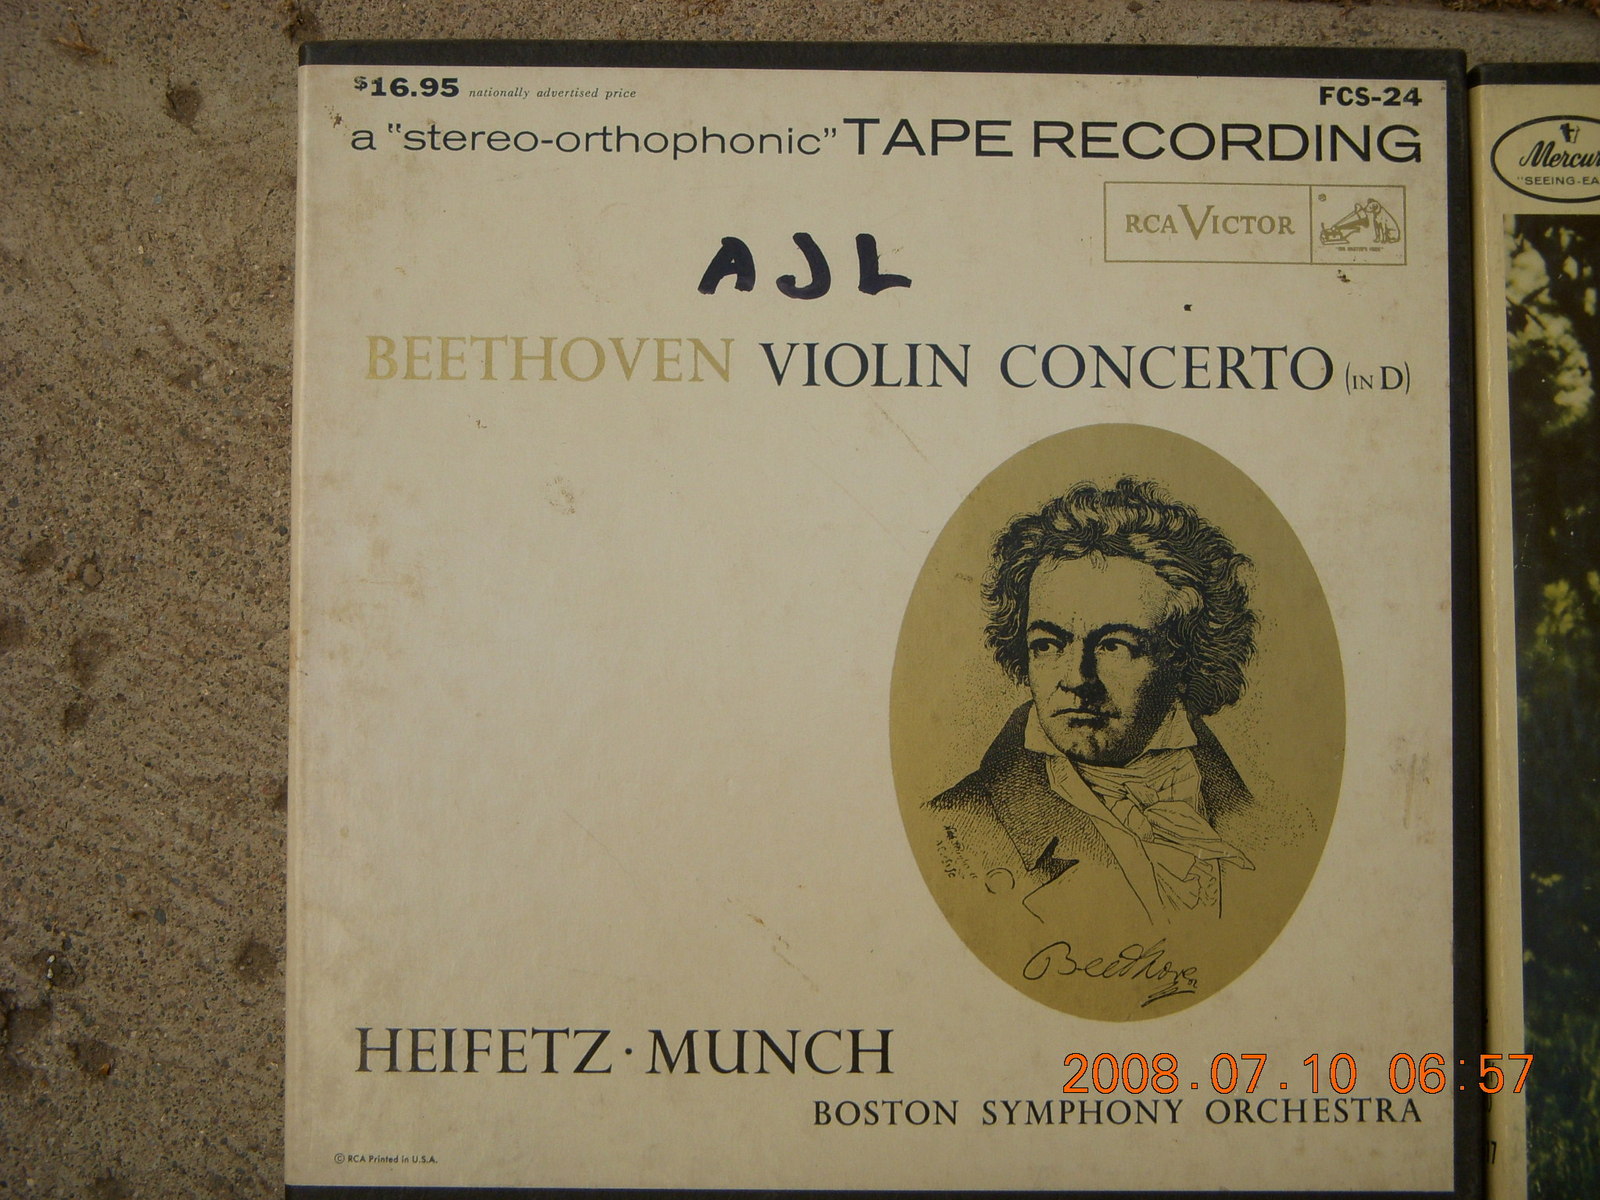 $16.95 nationally advertised price
FCS-24
a "stereo-orthophonic" TAPE RECORDING
RCA VICTOR
AJL
BEETHOVEN VIOLIN CONCERTO (IN D)
Beethoven
HEIFETZ · MUNCH
BOSTON SYMPHONY ORCHESTRA
© RCA Printed in U.S.A.
Mercur
"SEEING-EA
2008.07.10 06:57